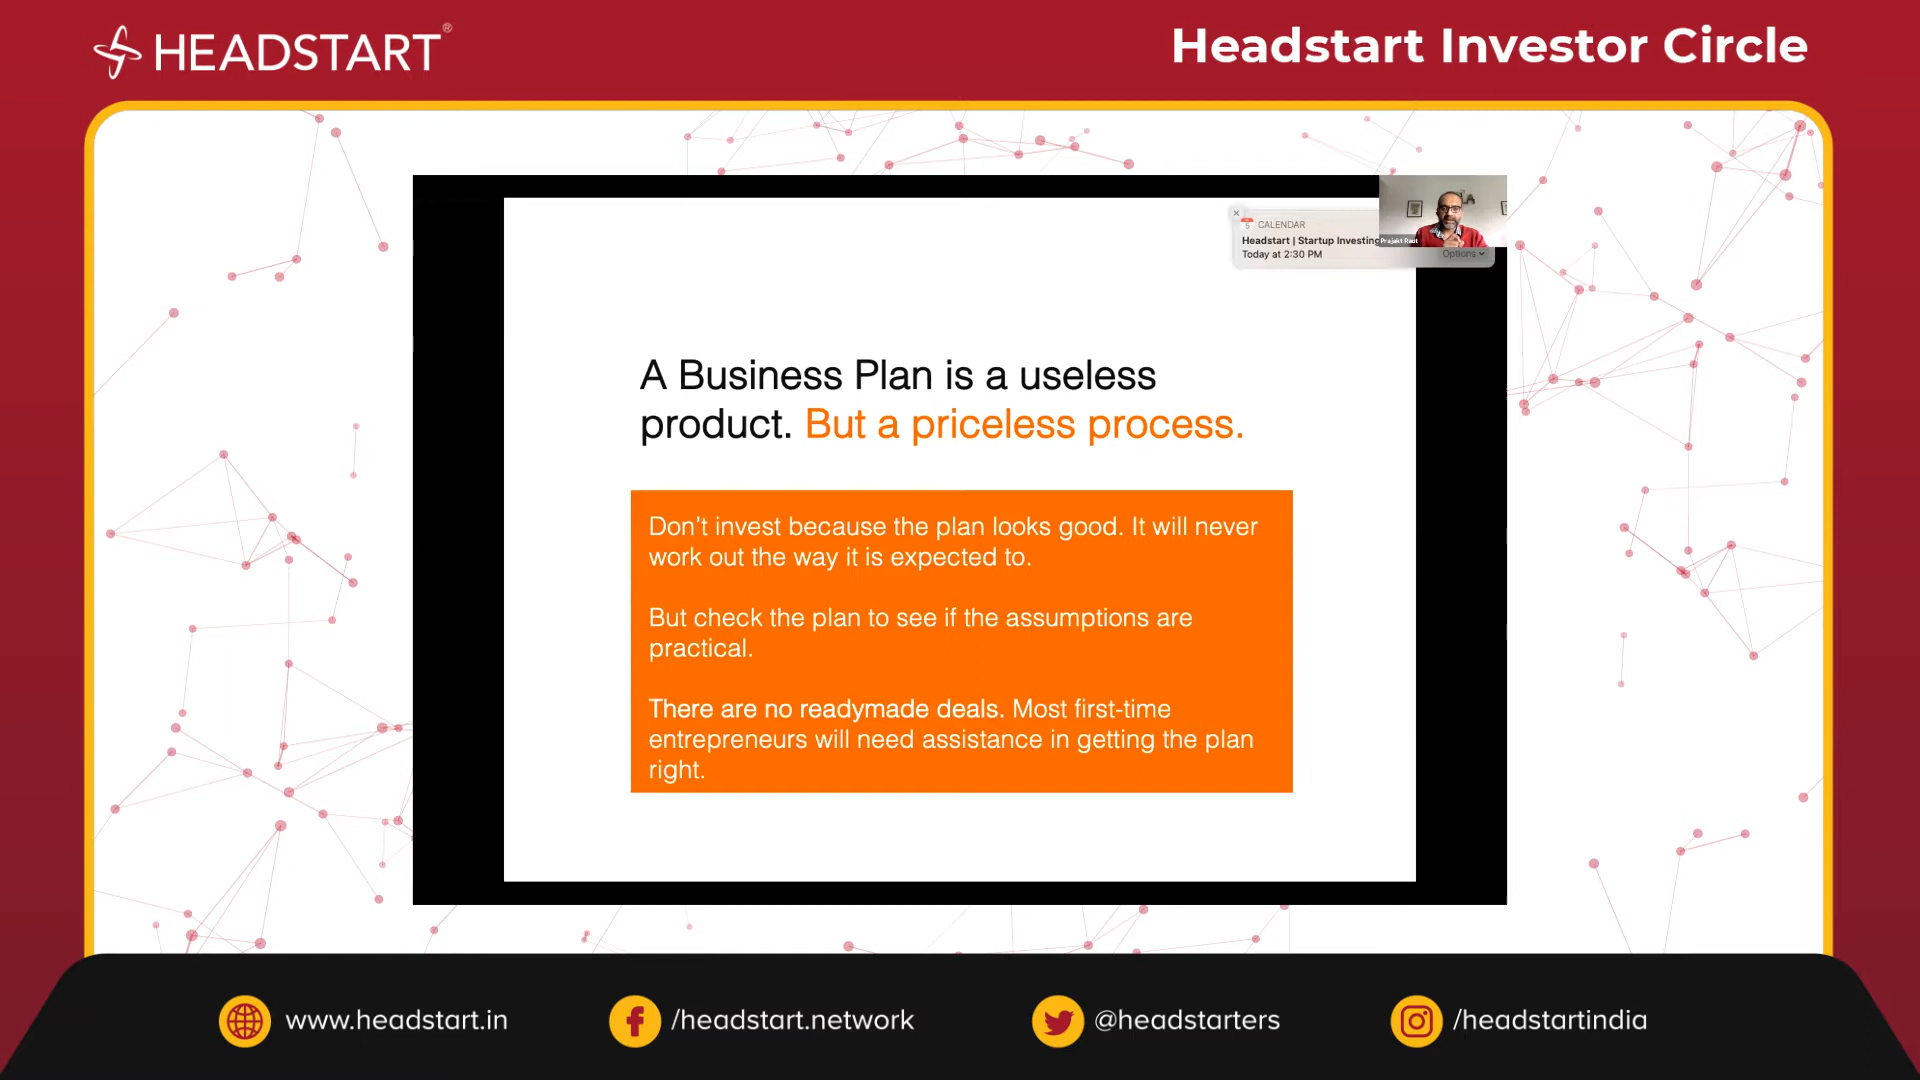 HEADSTART®
Headstart Investor Circle
CALENDAR
5
Headstart | Startup Investing
Today at 2:30 PM
Options
Prajakt Raut
A Business Plan is a useless
product. But a priceless process.
Don’t invest because the plan looks good. It will never
work out the way it is expected to.
But check the plan to see if the assumptions are
practical.
There are no readymade deals. Most first-time
entrepreneurs will need assistance in getting the plan
right.
www.headstart.in
/headstart.network
@headstarters
/headstartindia